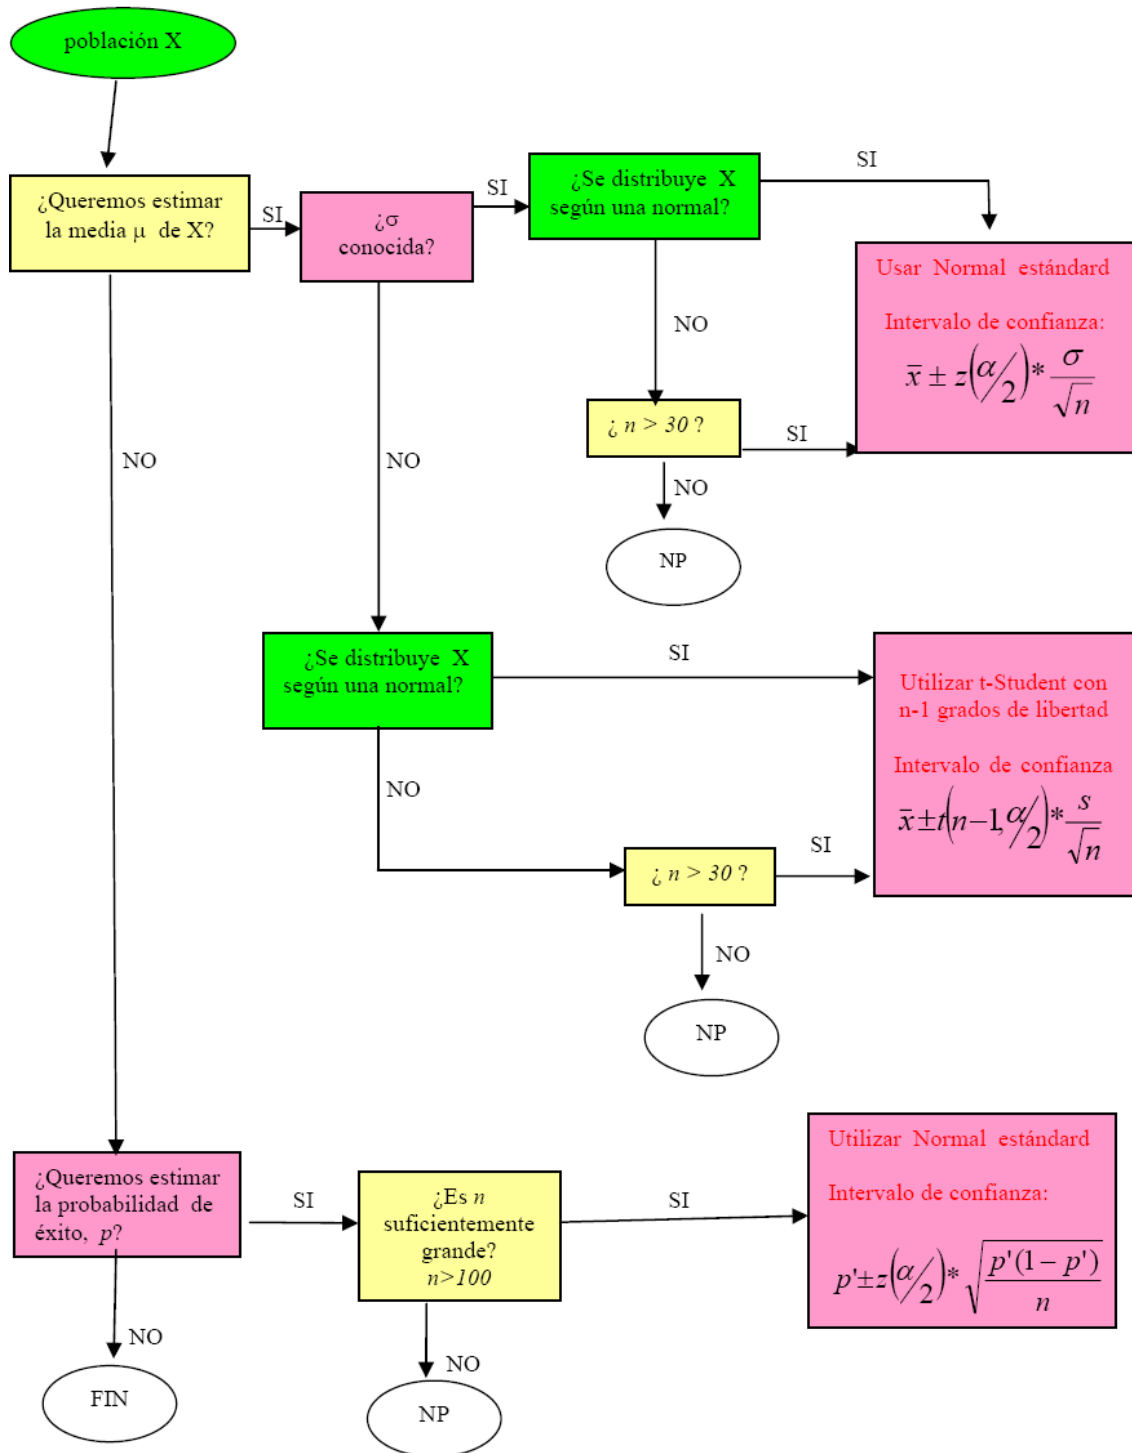 población X
¿Queremos estimar
la media μ de X?
SI
¿σ
conocida?
SI
¿Se distribuye X
según una normal?
SI
Usar Normal estándard
Intervalo de confianza:
x̄ ± z(α/2)* σ/√n
NO
¿ n > 30 ?
SI
NO
NP
NO
NO
¿Se distribuye X
según una normal?
SI
Utilizar t-Student con
n-1 grados de libertad
Intervalo de confianza
x̄±t(n−1,α/2)* s/√n
NO
¿ n > 30 ?
SI
NO
NP
¿Queremos estimar
la probabilidad de
éxito, p?
SI
¿Es n
suficientemente
grande?
n>100
SI
Utilizar Normal estándard
Intervalo de confianza:
p'±z(α/2)* √(p'(1−p')/n)
NO
FIN
NO
NP